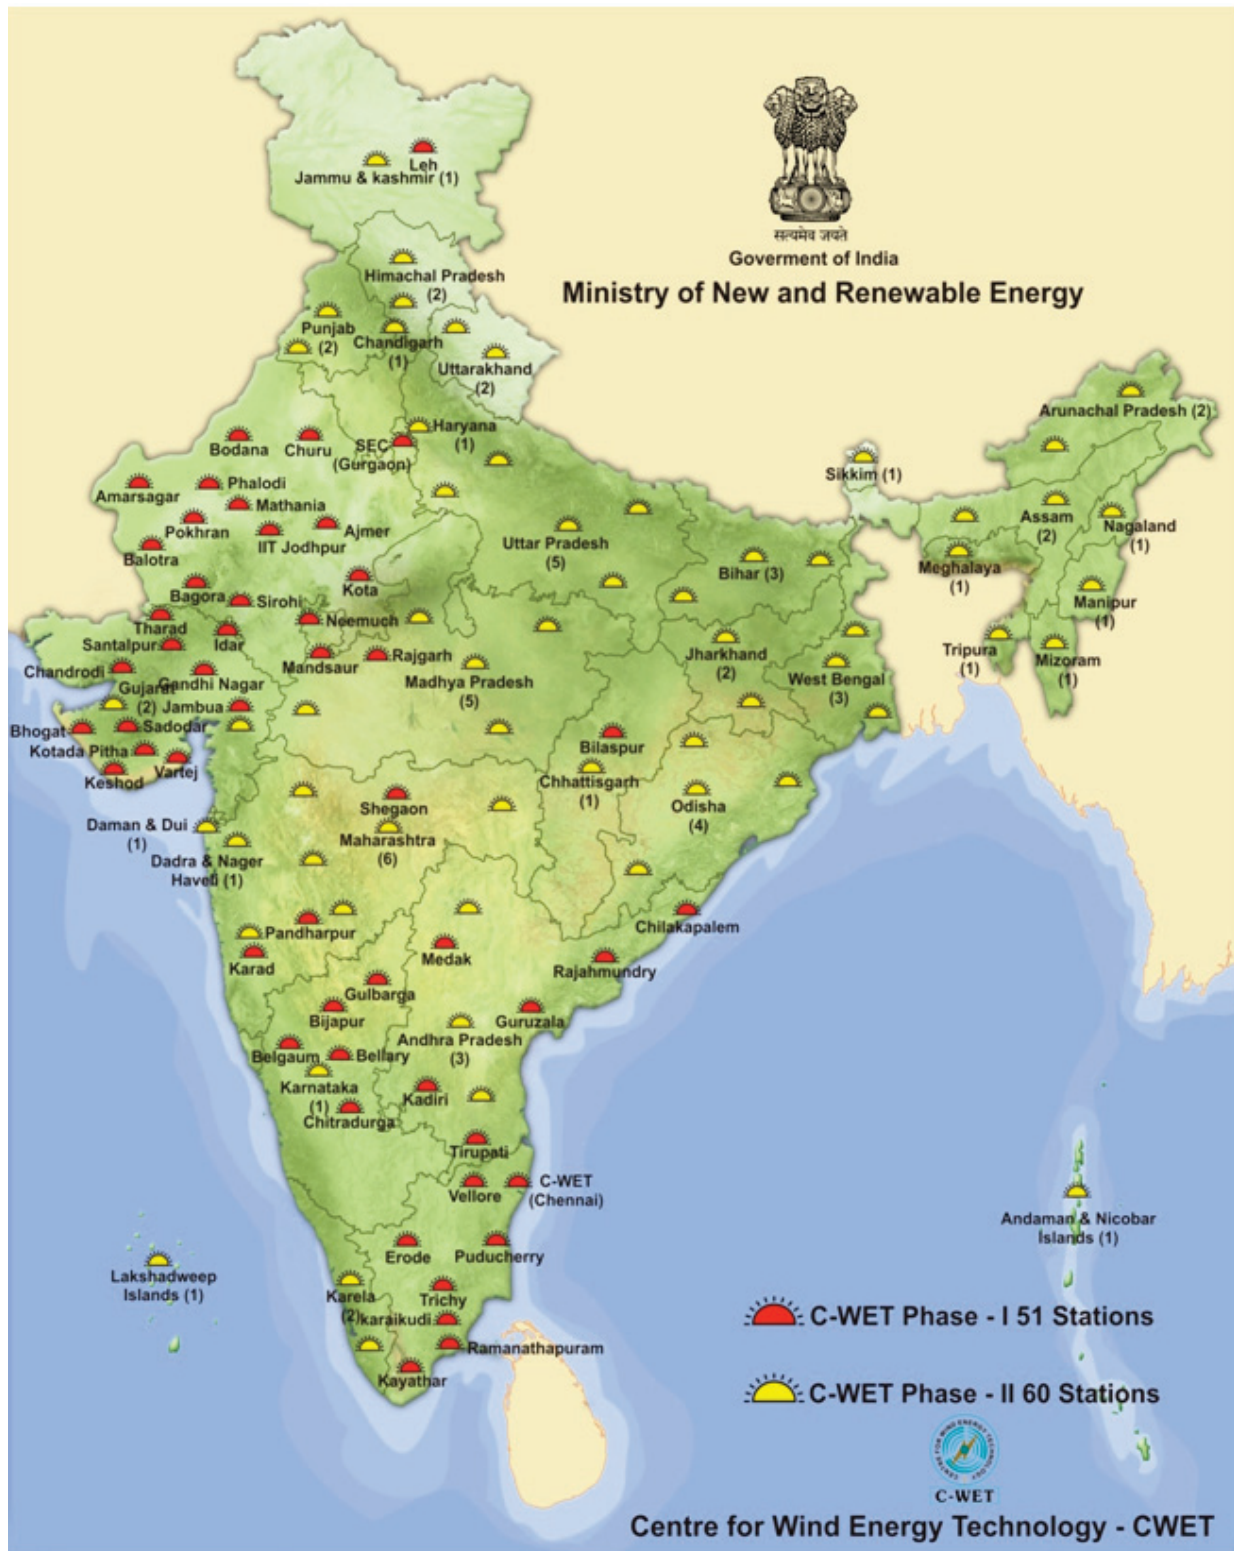 सत्यमेव जयते
Goverment of India
Ministry of New and Renewable Energy
Leh
Jammu & kashmir (1)
Himachal Pradesh
(2)
Punjab
(2)
Chandigarh
(1)
Uttarakhand
(2)
Haryana
(1)
SEC
(Gurgaon)
Bodana
Churu
Amarsagar
Phalodi
Mathania
Pokhran
IIT Jodhpur
Ajmer
Balotra
Bagora
Sirohi
Kota
Tharad
Santalpur
Idar
Neemuch
Mandsaur
Rajgarh
Chandrodi
Gandhi Nagar
Gujarat
(2)
Jambua
Bhogat
Sadodar
Kotada Pitha
Keshod
Vartej
Uttar Pradesh
(5)
Bihar (3)
Sikkim (1)
Arunachal Pradesh (2)
Assam
(2)
Nagaland
(1)
Meghalaya
(1)
Manipur
(1)
Tripura
(1)
Mizoram
(1)
Jharkhand
(2)
West Bengal
(3)
Madhya Pradesh
(5)
Bilaspur
Chhattisgarh
(1)
Odisha
(4)
Shegaon
Maharashtra
(6)
Daman & Dui
(1)
Dadra & Nager
Haveli (1)
Pandharpur
Karad
Medak
Chilakapalem
Rajahmundry
Gulbarga
Bijapur
Guruzala
Andhra Pradesh
(3)
Belgaum
Bellary
Karnataka
(1)
Chitradurga
Kadiri
Tirupati
Vellore
C-WET
(Chennai)
Erode
Puducherry
Karela
(2)
Trichy
karaikudi
Ramanathapuram
Kayathar
Lakshadweep
Islands (1)
Andaman & Nicobar
Islands (1)
C-WET Phase - I 51 Stations
C-WET Phase - II 60 Stations
CENTRE FOR WIND ENERGY TECHNOLOGY
C-WET
Centre for Wind Energy Technology - CWET